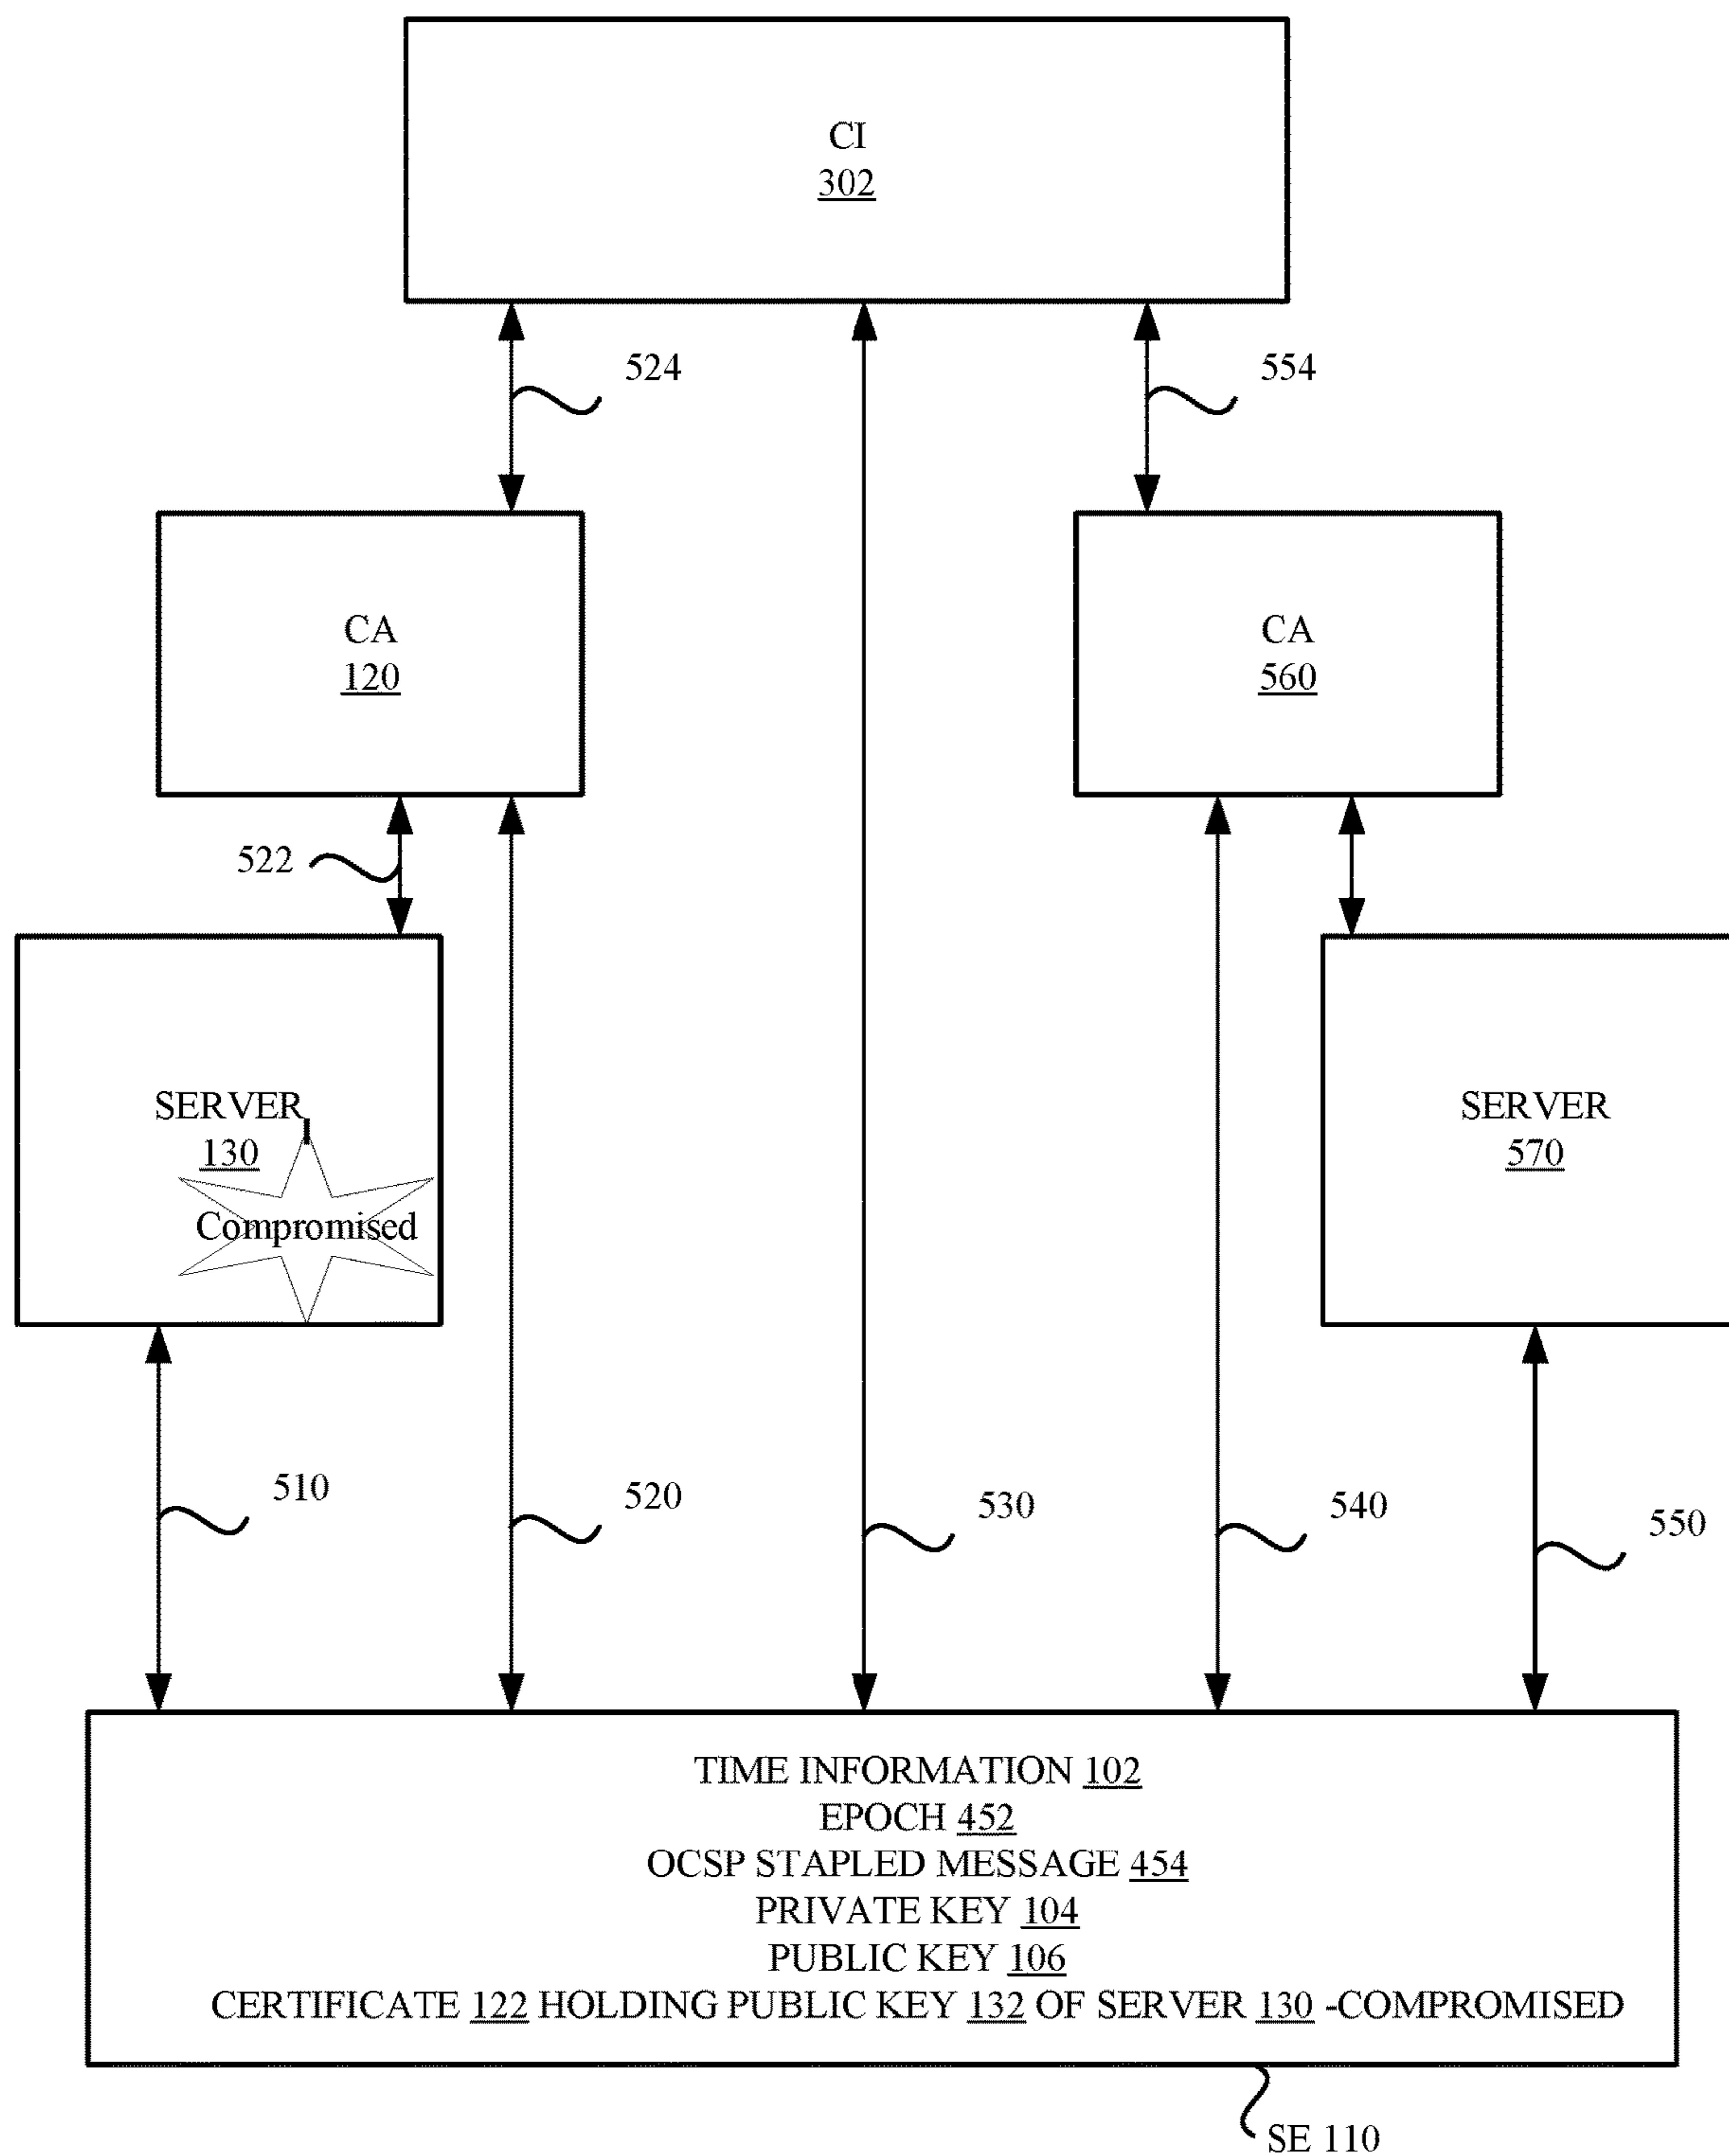 CI
302
524
554
CA
120
CA
560
522
SERVER
130
Compromised
SERVER
570
510
520
530
540
550
TIME INFORMATION 102
EPOCH 452
OCSP STAPLED MESSAGE 454
PRIVATE KEY 104
PUBLIC KEY 106
CERTIFICATE 122 HOLDING PUBLIC KEY 132 OF SERVER 130 -COMPROMISED
SE 110